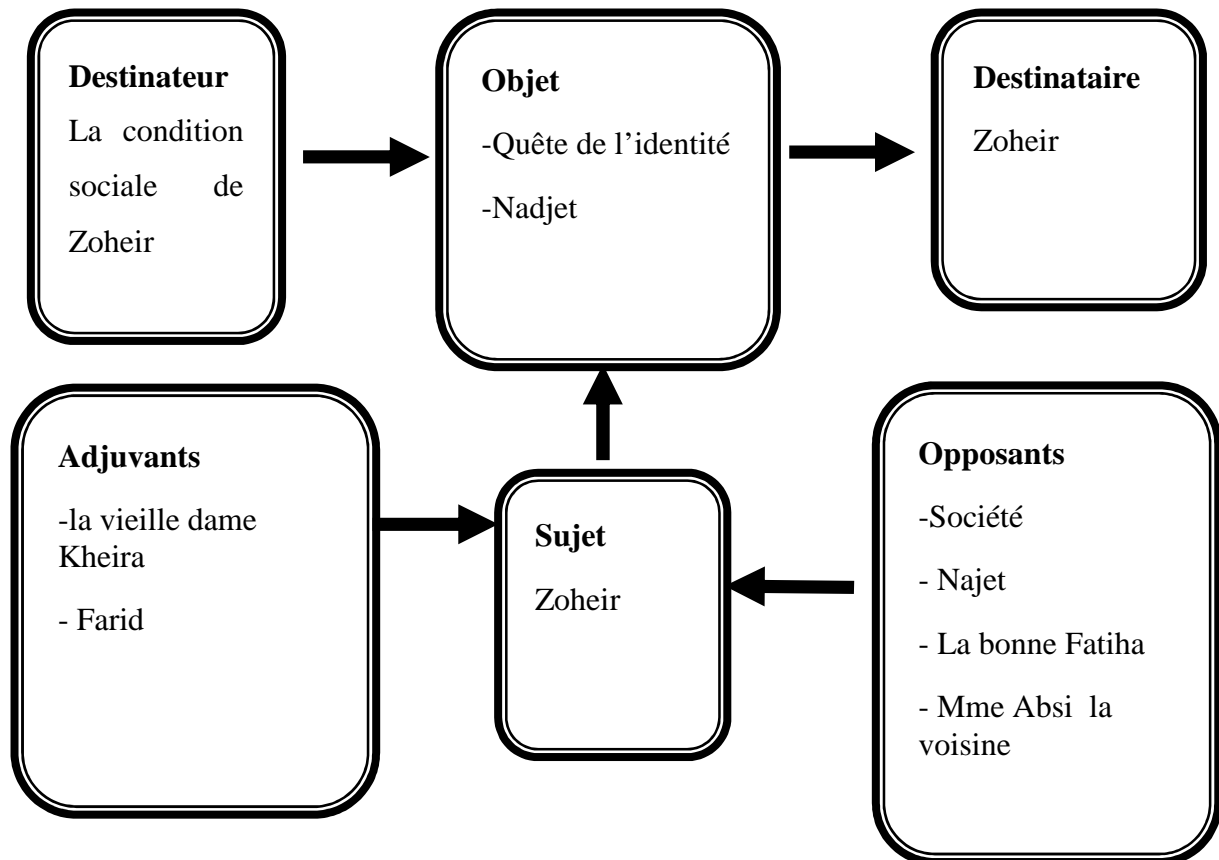 Destinateur
La condition
sociale de
Zoheir
Objet
-Quête de l’identité
-Nadjet
Destinataire
Zoheir
Adjuvants
-la vieille dame
Kheira
- Farid
Sujet
Zoheir
Opposants
-Société
- Najet
- La bonne Fatiha
- Mme Absi la
voisine